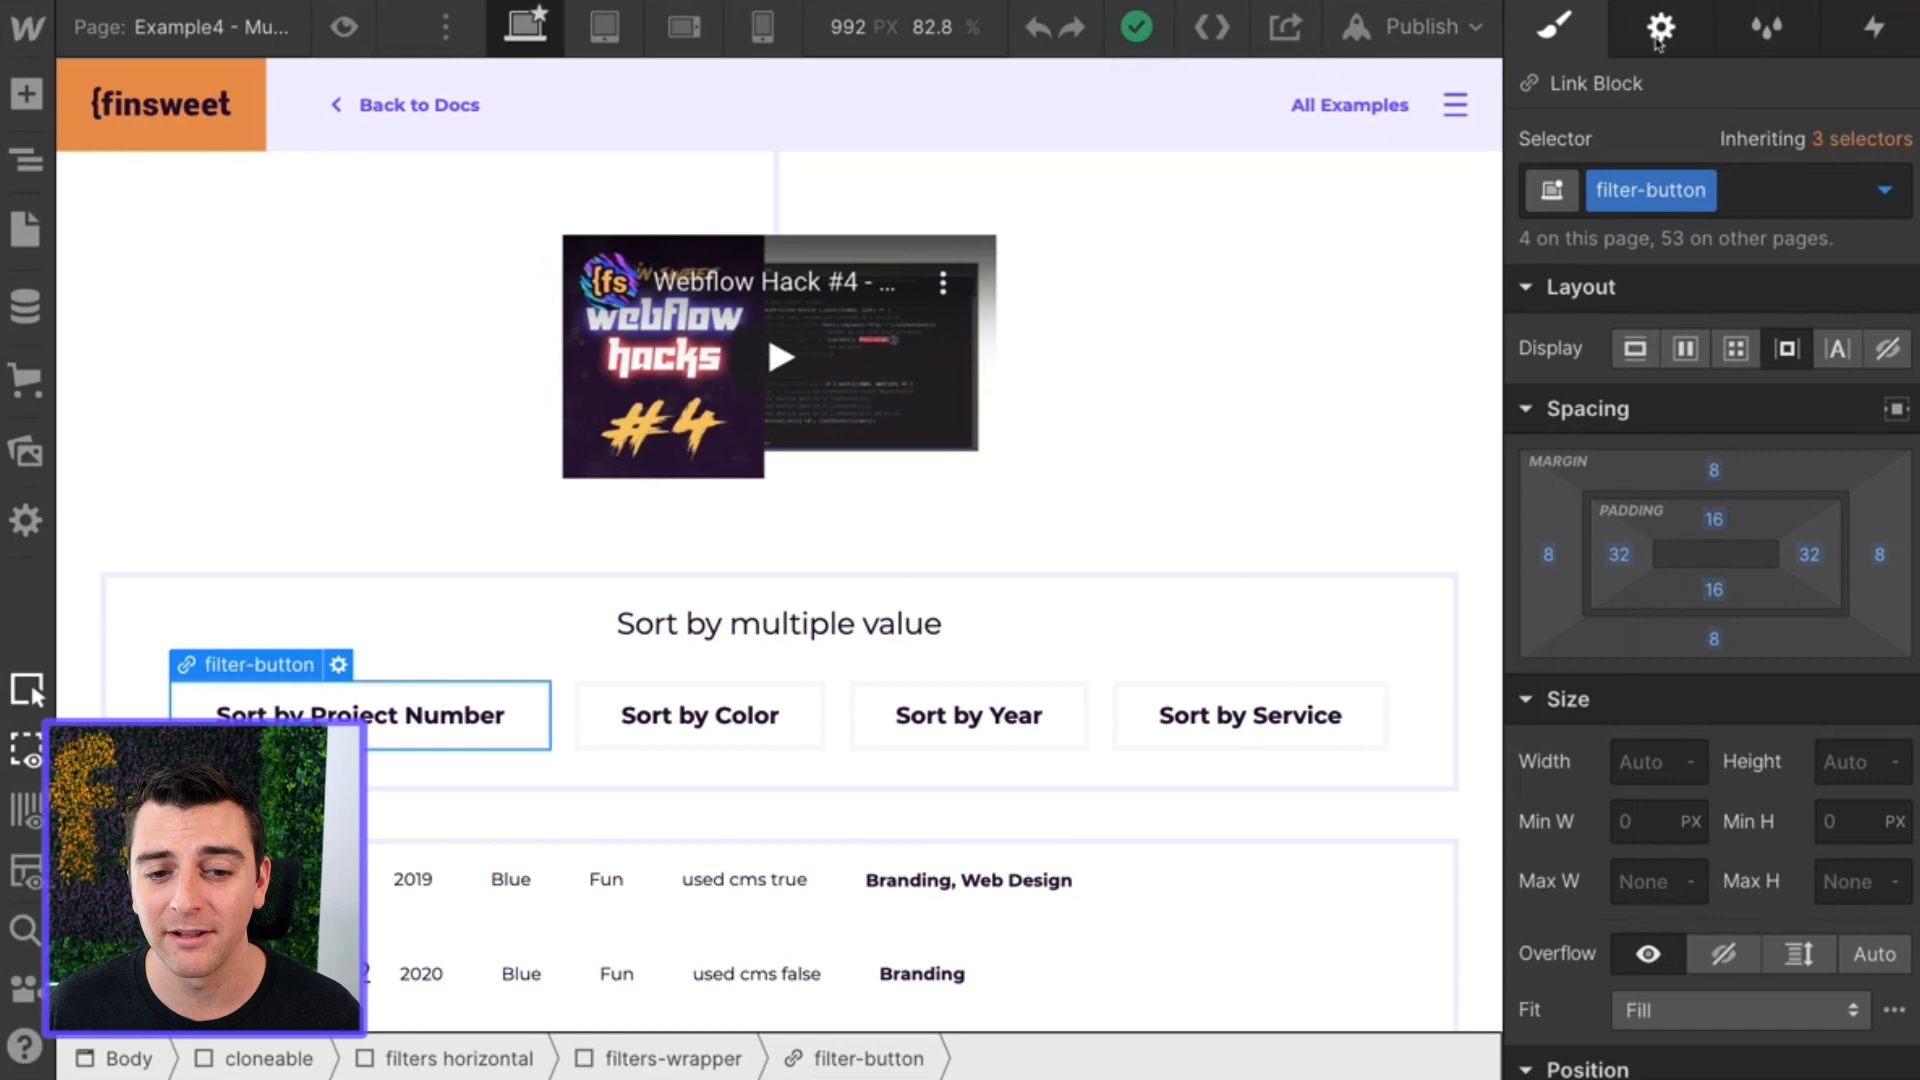 Page: Example4 - Mu...
992 PX 82.8 %
Publish
{finsweet
Back to Docs
All Examples
{fs
Webflow Hack #4 - ...
webflow
hacks
#4
Sort by multiple value
filter-button
Sort by Project Number
Sort by Color
Sort by Year
Sort by Service
2019 Blue Fun used cms true Branding, Web Design
2 2020 Blue Fun used cms false Branding
Body
cloneable
filters horizontal
filters-wrapper
filter-button
Link Block
Selector
Inheriting 3 selectors
filter-button
4 on this page, 53 on other pages.
Layout
Display
Spacing
MARGIN
8
PADDING
16
8 32 32 8
16
8
Size
Width Auto - Height Auto -
Min W 0 PX Min H 0 PX
Max W None - Max H None -
Overflow Auto
Fit Fill
Position